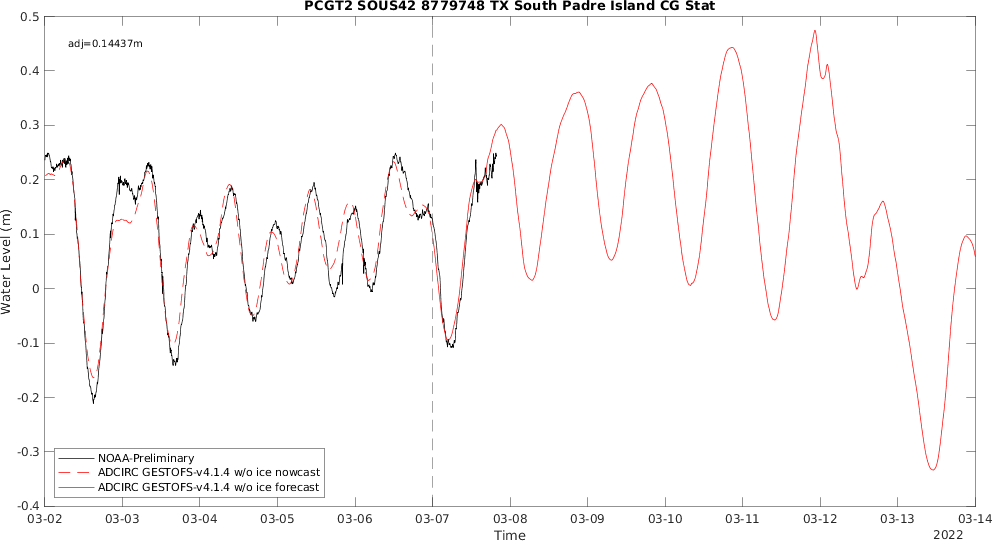 PCGT2 SOUS42 8779748 TX South Padre Island CG Stat
adj=0.14437m
0.5
0.4
0.3
0.2
0.1
0
-0.1
-0.2
-0.3
-0.4
Water Level (m)
NOAA-Preliminary
ADCIRC GESTOFS-v4.1.4 w/o ice nowcast
ADCIRC GESTOFS-v4.1.4 w/o ice forecast
03-02 03-03 03-04 03-05 03-06 03-07 03-08 03-09 03-10 03-11 03-12 03-13 03-14
Time
2022